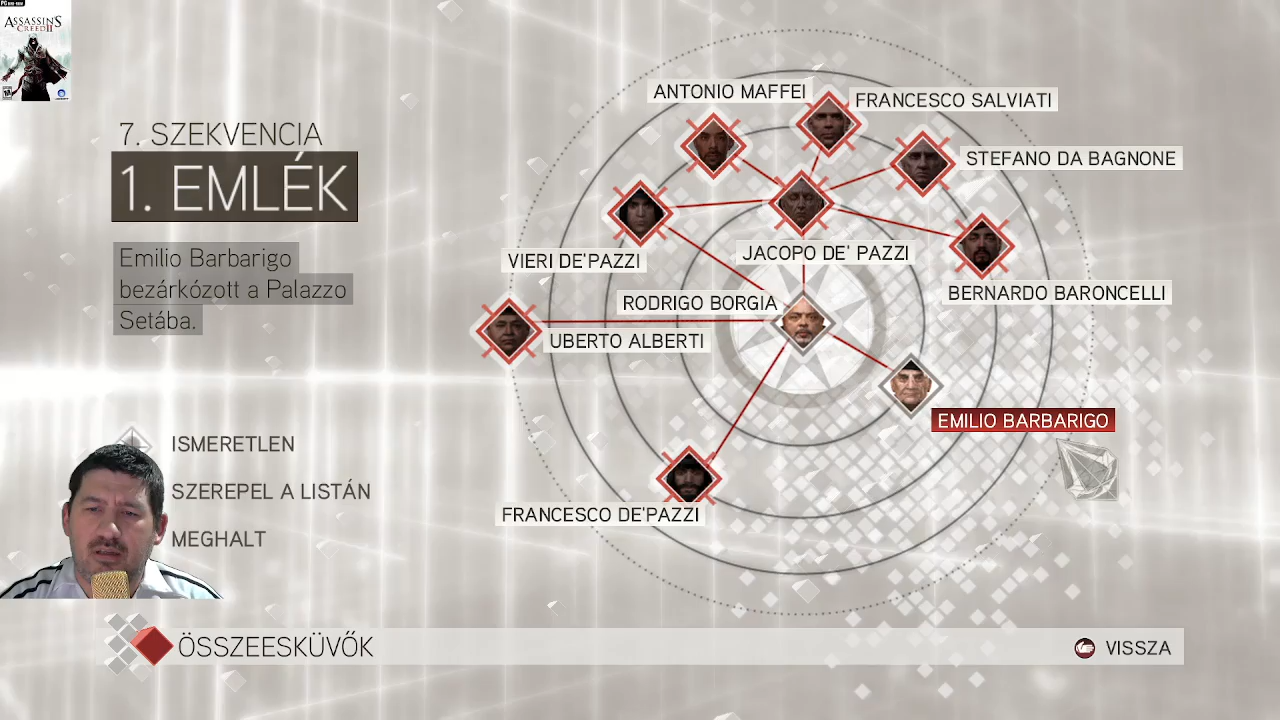 ASSASSIN'S
CREED II
7. SZEKVENCIA
1. EMLÉK
Emilio Barbarigo
bezárkózott a Palazzo
Setába.
ISMERETLEN
SZEREPEL A LISTÁN
MEGHALT
ANTONIO MAFFEI
FRANCESCO SALVIATI
STEFANO DA BAGNONE
VIERI DE'PAZZI
JACOPO DE' PAZZI
BERNARDO BARONCELLI
RODRIGO BORGIA
UBERTO ALBERTI
EMILIO BARBARIGO
FRANCESCO DE'PAZZI
ÖSSZEESKÜVŐK
VISSZA